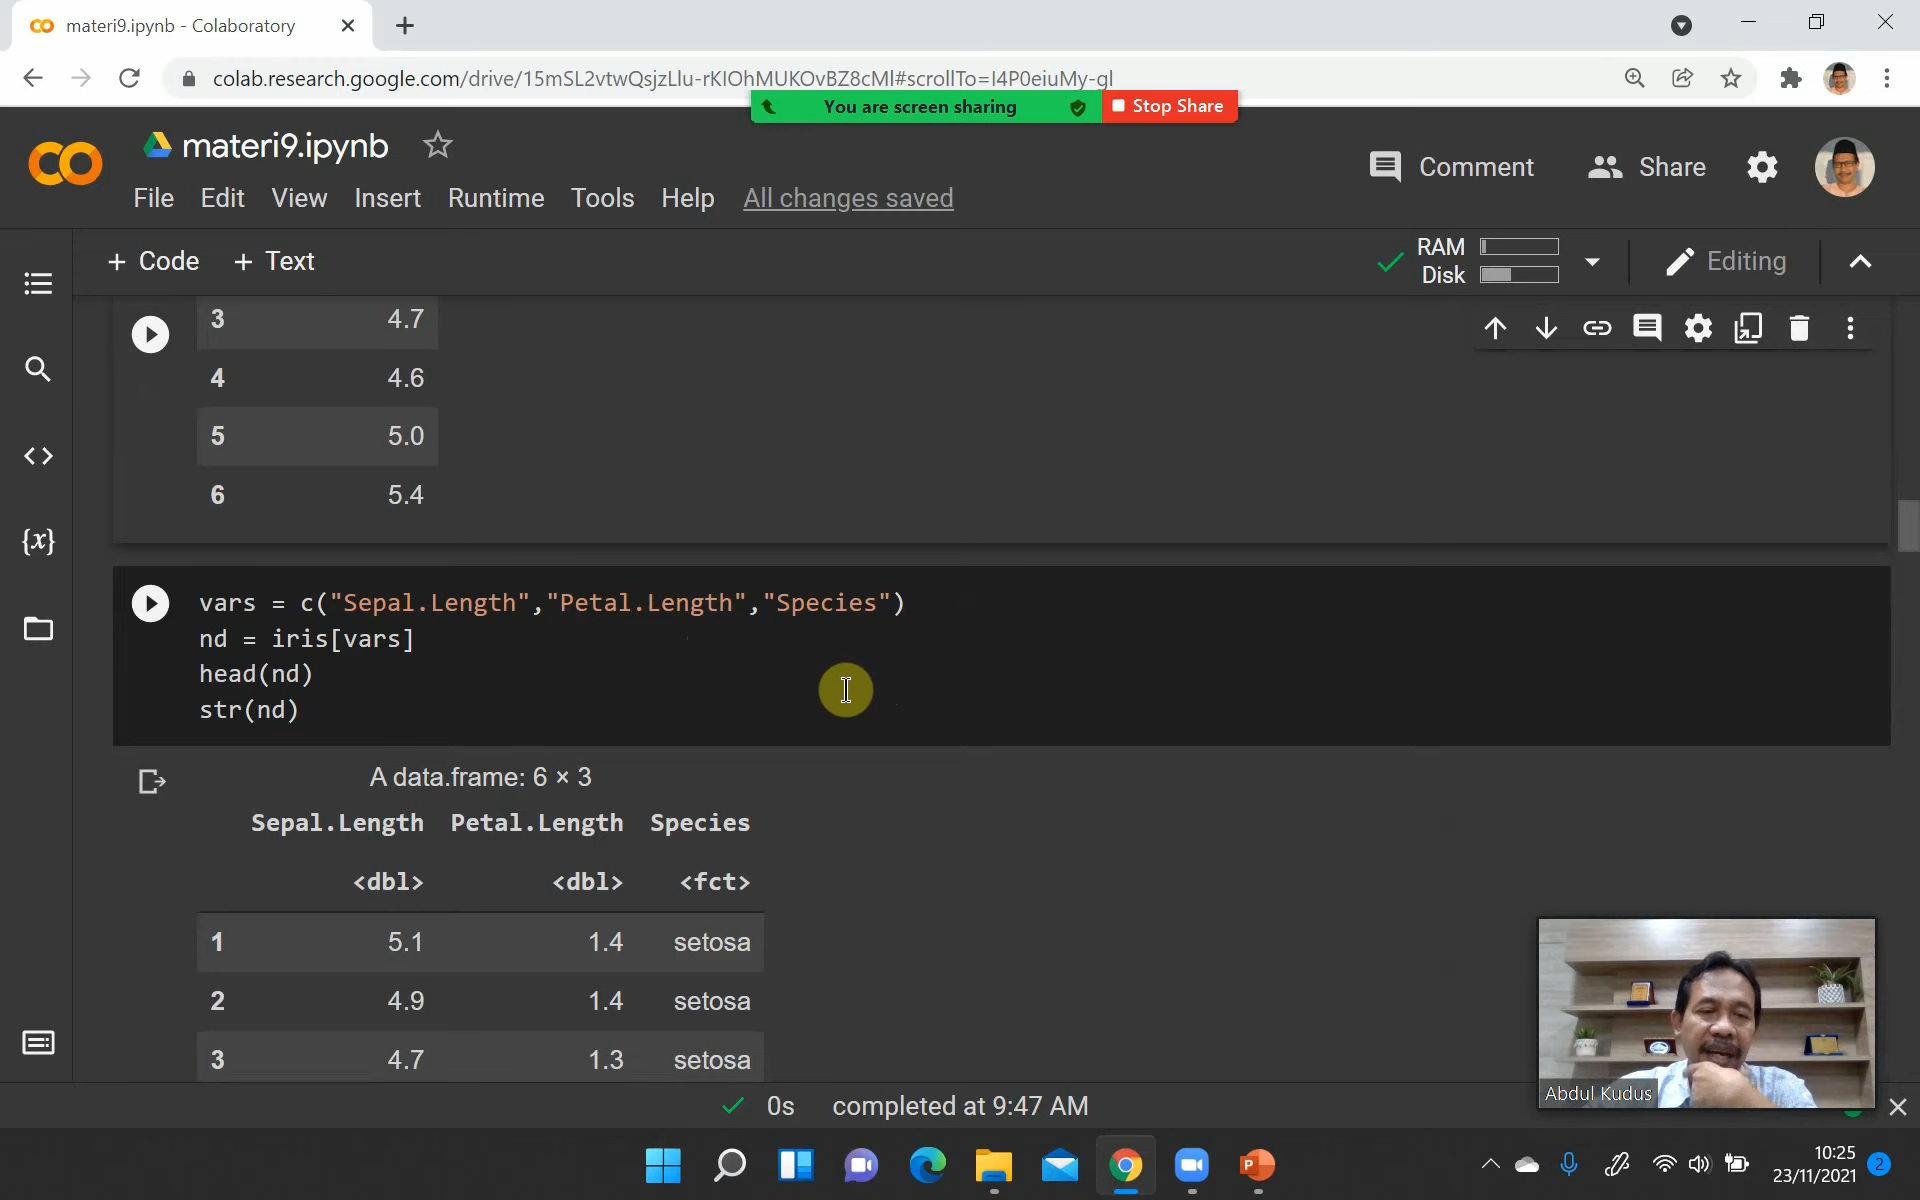 materi9.ipynb - Colaboratory
colab.research.google.com/drive/15mSL2vtwQsjzLlu-rKIOhMUKOvBZ8cMl#scrollTo=I4P0eiuMy-gl
You are screen sharing
Stop Share
materi9.ipynb
Comment
Share
File Edit View Insert Runtime Tools Help All changes saved
+ Code + Text
RAM
Disk
Editing
3 4.7
4 4.6
5 5.0
6 5.4
{x}
vars = c("Sepal.Length","Petal.Length","Species")
nd = iris[vars]
head(nd)
str(nd)
A data.frame: 6 × 3
Sepal.Length Petal.Length Species
<dbl> <dbl> <fct>
1 5.1 1.4 setosa
2 4.9 1.4 setosa
3 4.7 1.3 setosa
Abdul Kudus
0s completed at 9:47 AM
10:25
23/11/2021
2